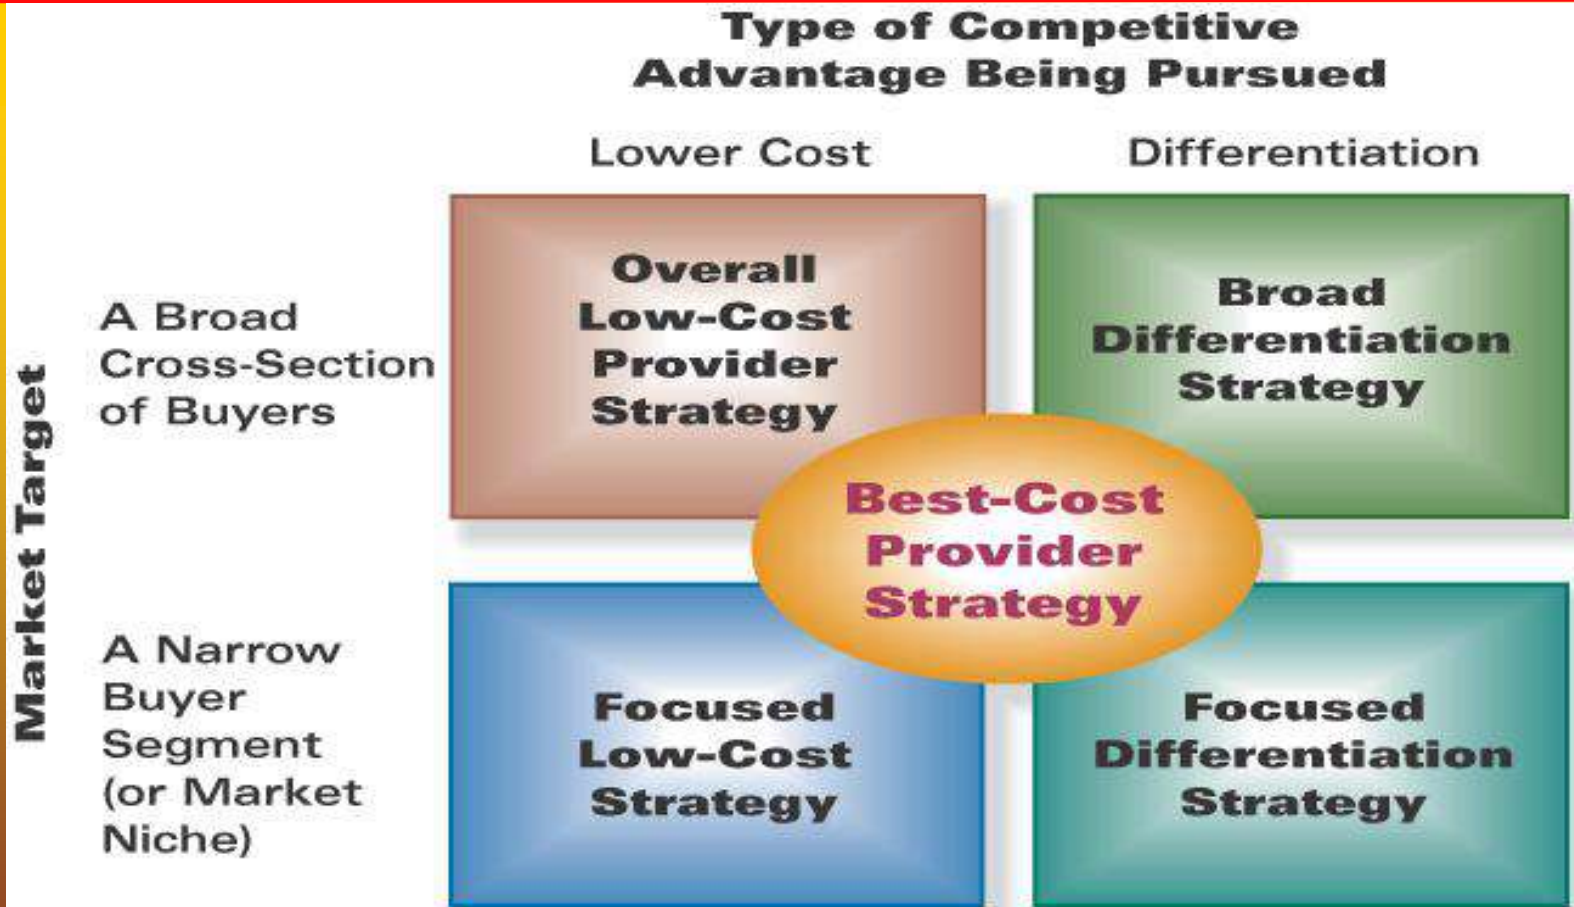 Type of Competitive
Advantage Being Pursued
Lower Cost
Differentiation
Market Target
A Broad
Cross-Section
of Buyers
Overall
Low-Cost
Provider
Strategy
Broad
Differentiation
Strategy
Best-Cost
Provider
Strategy
A Narrow
Buyer
Segment
(or Market
Niche)
Focused
Low-Cost
Strategy
Focused
Differentiation
Strategy